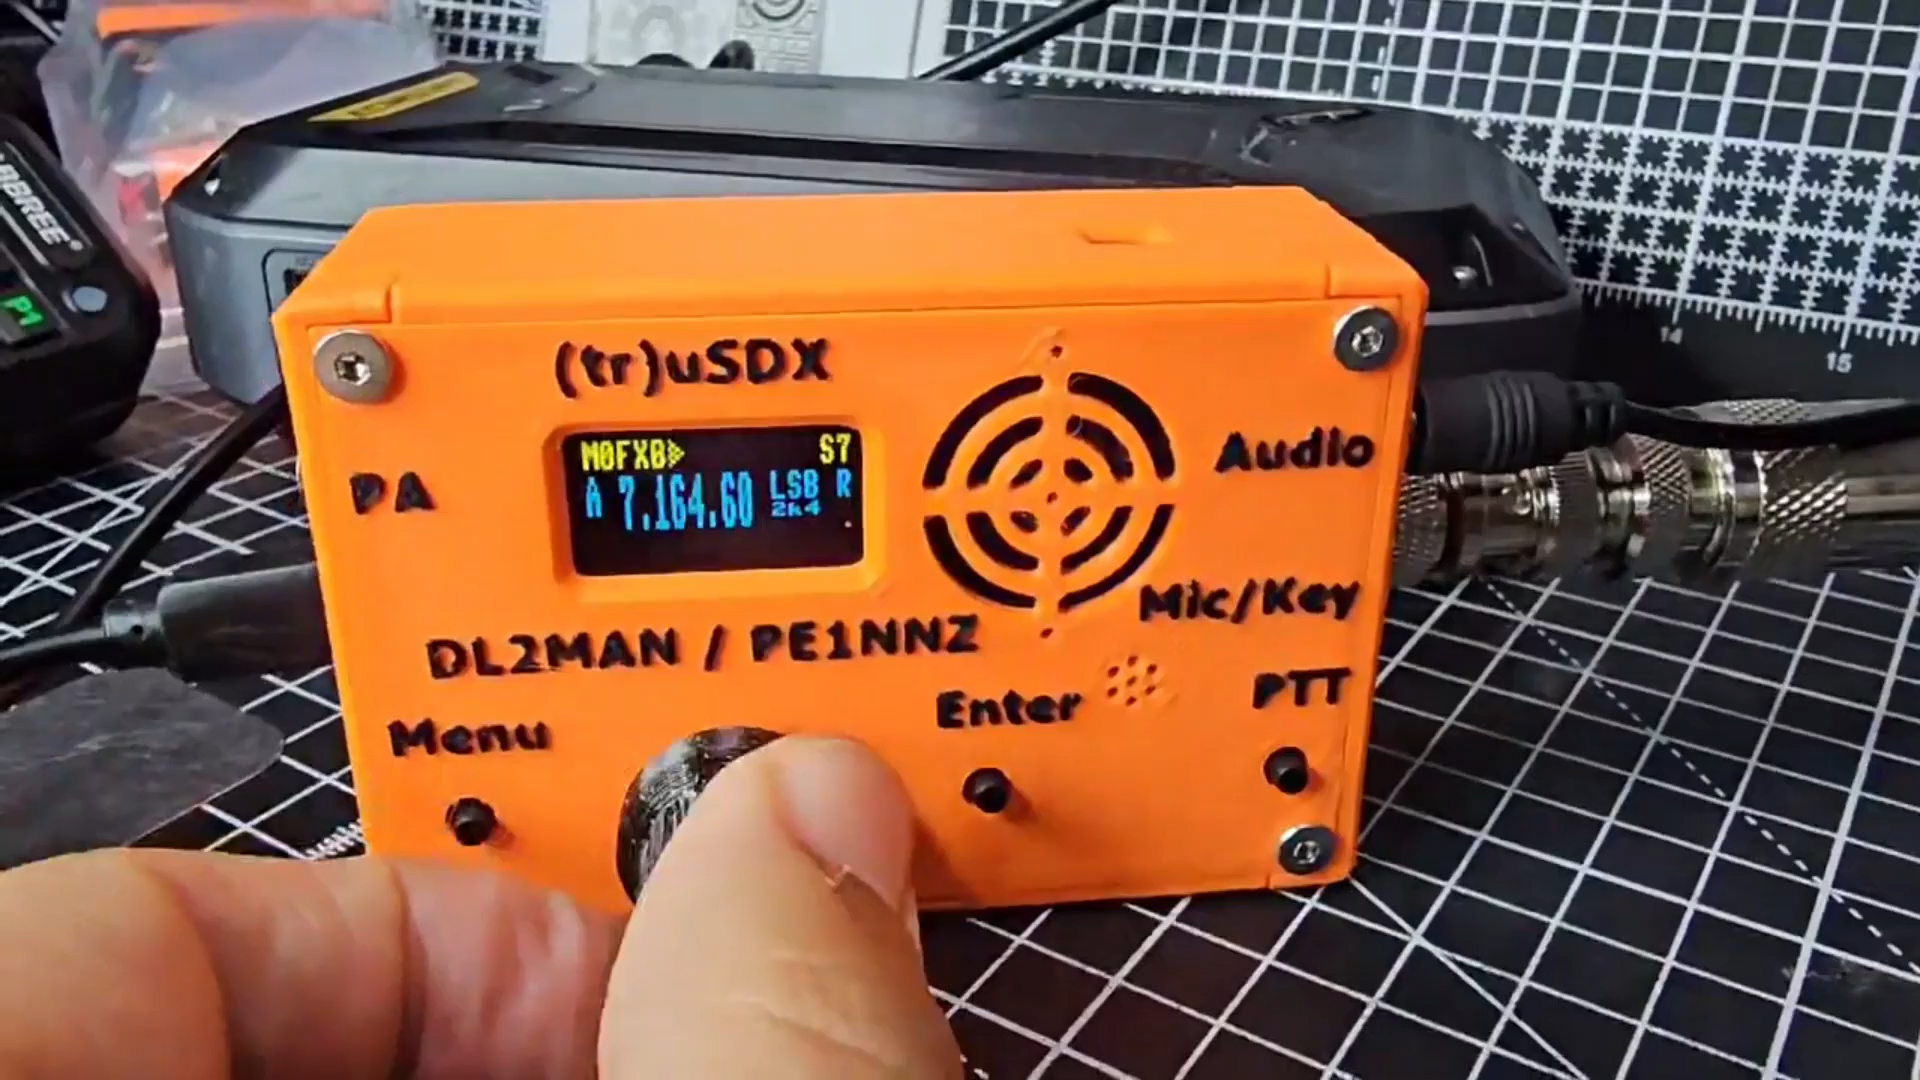 (tr)uSDX
M0FXB
S7
A 7.164.60 LSB R
2k4
PA
Audio
Mic/Key
DL2MAN / PE1NNZ
Menu
Enter
PTT
P1
14
15